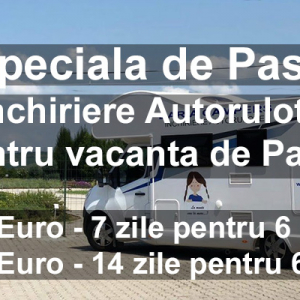 peciala de Pas
nchiriere Autorulot
ntru vacanta de Pa
Euro - 7 zile pentru 6
Euro - 14 zile pentru 6